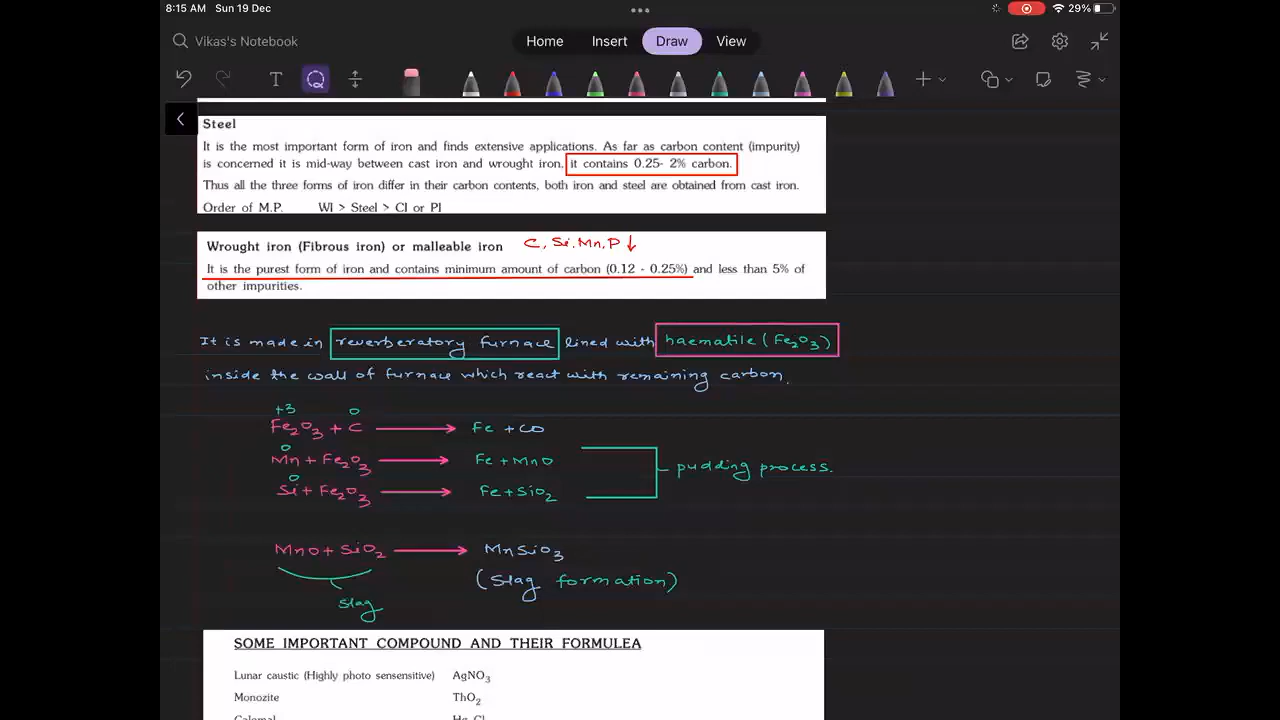 8:15 AM Sun 19 Dec
29%
Vikas's Notebook
Home Insert Draw View
Steel
It is the most important form of iron and finds extensive applications. As far as carbon content (impurity)
is concerned it is mid-way between cast iron and wrought iron, it contains 0.25- 2% carbon.
Thus all the three forms of iron differ in their carbon contents, both iron and steel are obtained from cast iron.
Order of M.P. WI > Steel > CI or PI
Wrought iron (Fibrous iron) or malleable iron C, Si, Mn, P ↓
It is the purest form of iron and contains minimum amount of carbon (0.12 - 0.25%) and less than 5% of
other impurities.
It is made in reverberatory furnace lined with haematile (Fe2O3)
inside the wall of furnace which react with remaining carbon.
+3 0
Fe2O3 + C ⟶ Fe + CO
0
Mn + Fe2O3 ⟶ Fe + MnO
0
pudding process.
Si + Fe2O3 ⟶ Fe + SiO2
MnO + SiO2 ⟶ MnSiO3
(Slag formation)
slag
SOME IMPORTANT COMPOUND AND THEIR FORMULEA
Lunar caustic (Highly photo sensensitive) AgNO3
Monozite ThO2